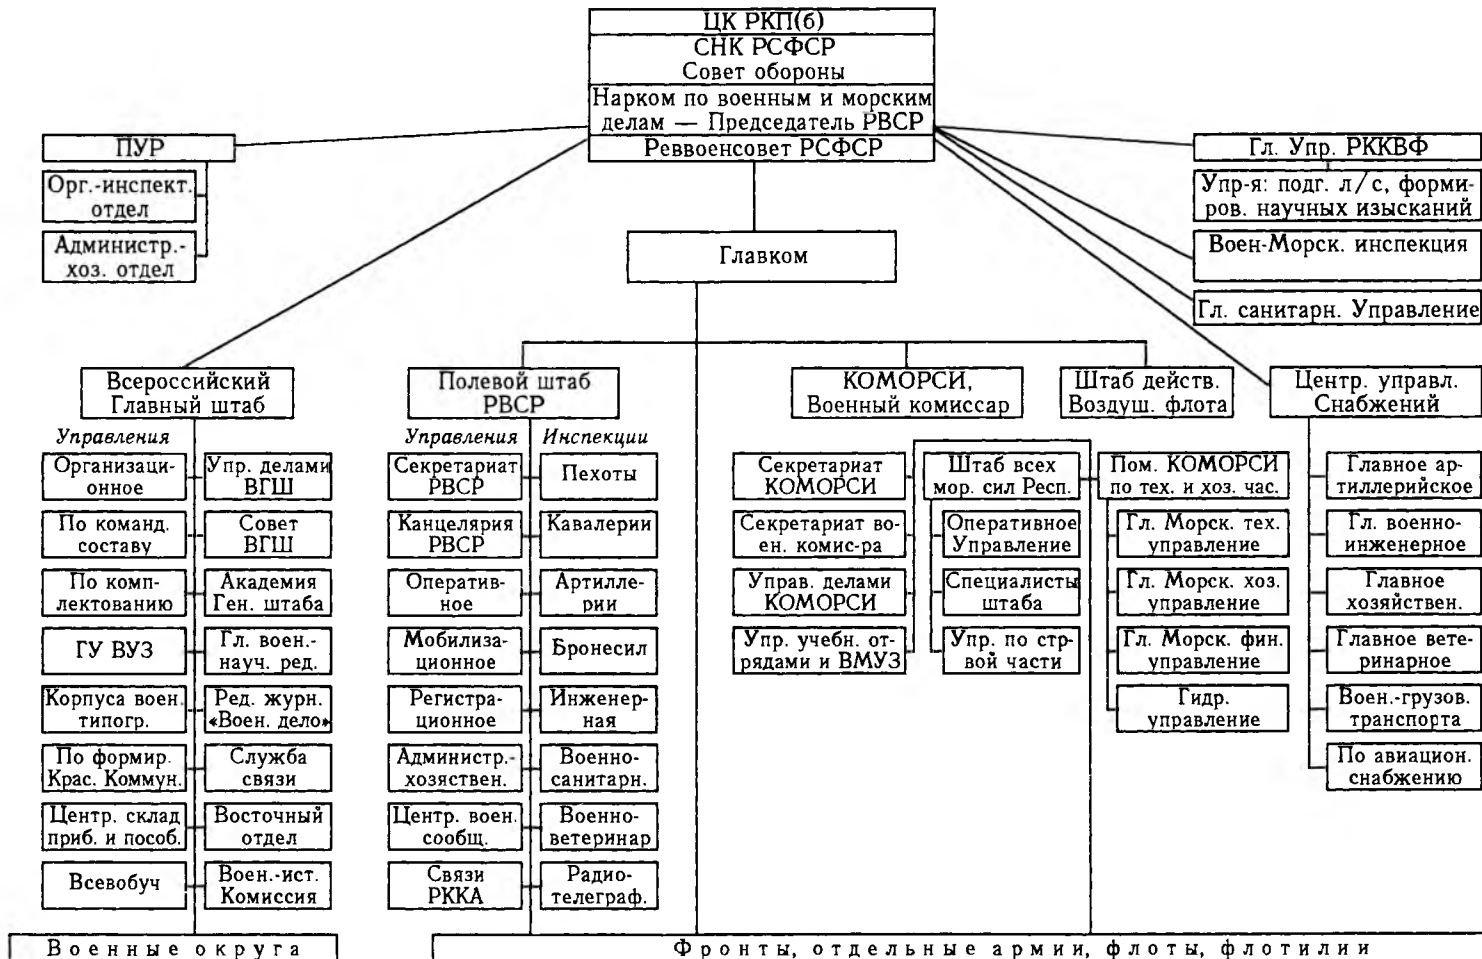 ЦК РКП(б)
СНК РСФСР
Совет обороны
Нарком по военным и морским
делам — Председатель РВСР
Реввоенсовет РСФСР
ПУР
Орг.-инспект.
отдел
Администр.-
хоз. отдел
Гл. Упр. РККВФ
Упр-я: подг. л/с, форми-
ров. научных изысканий
Воен-Морск. инспекция
Гл. санитарн. Управление
Главком
Всероссийский
Главный штаб
Управления
Организаци-
онное
Упр. делами
ВГШ
По команд.
составу
Совет
ВГШ
По комп-
лектованию
Академия
Ген. штаба
ГУ ВУЗ
Гл. воен.-
науч. ред.
Корпуса воен.
типогр.
Ред. журн.
«Воен. дело»
По формир.
Крас. Коммун.
Служба
связи
Центр. склад
приб. и пособ.
Восточный
отдел
Всевобуч
Воен.-ист.
Комиссия
Военные округа
Полевой штаб
РВСР
Управления
Инспекции
Секретариат
РВСР
Пехоты
Канцелярия
РВСР
Кавалерии
Оператив-
ное
Артилле-
рии
Мобилиза-
ционное
Бронесил
Регистра-
ционное
Инженер-
ная
Администр.-
хозяствен.
Военно-
санитарн.
Центр. воен.
сообщ.
Военно-
ветеринар
Связи
РККА
Радио-
телеграф.
КОМОРСИ,
Военный комиссар
Секретариат
КОМОРСИ
Секретариат во-
ен. комис-ра
Управ. делами
КОМОРСИ
Упр. учебн. от-
рядами и ВМУЗ
Штаб всех
мор. сил Респ.
Оперативное
Управление
Специалисты
штаба
Упр. по стр-
вой части
Пом. КОМОРСИ
по тех. и хоз. час.
Гл. Морск. тех.
управление
Гл. Морск. хоз.
управление
Гл. Морск. фин.
управление
Гидр.
управление
Штаб действ.
Воздуш. флота
Центр. управл.
Снабжений
Главное ар-
тиллерийское
Гл. военно-
инженерное
Главное
хозяйствен.
Главное вете-
ринарное
Воен.-грузов.
транспорта
По авиацион.
снабжению
Фронты, отдельные армии, флоты, флотилии